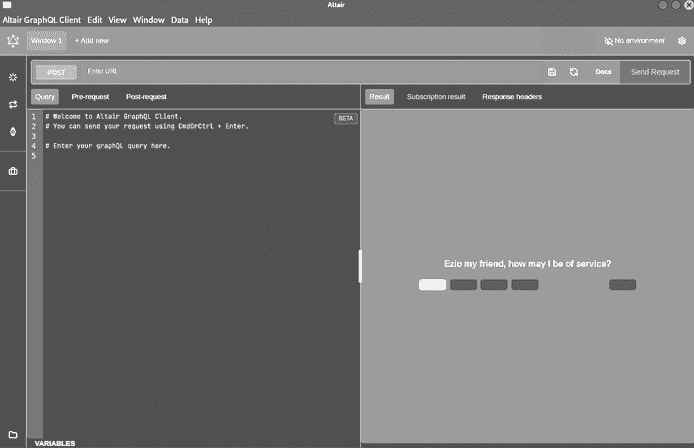 Altair
Altair GraphQL Client Edit View Window Data Help
Window 1 + Add new No environment
POST Enter URL Docs Send Request
Query Pre-request Post-request Result Subscription result Response headers
1 # Welcome to Altair GraphQL Client. BETA
2 # You can send your request using CmdOrCtrl + Enter.
3
4 # Enter your graphQL query here.
5
Ezio my friend, how may I be of service?
VARIABLES